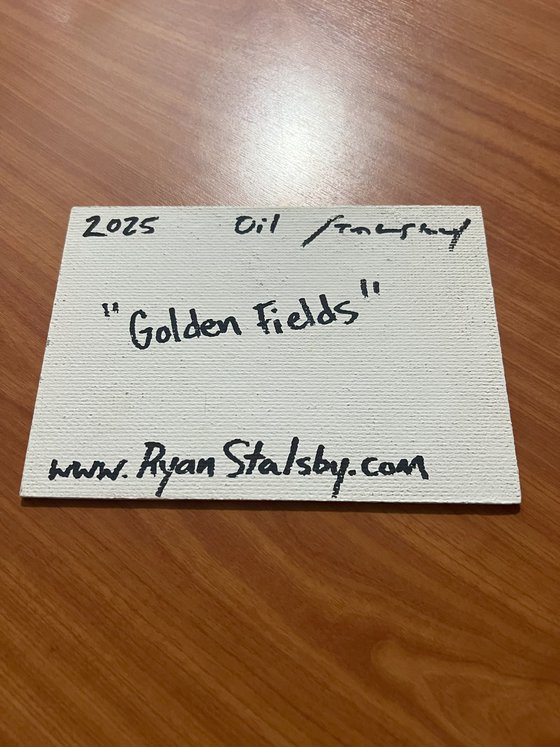 2025 Oil
"Golden Fields"
www.RyanStalsby.com